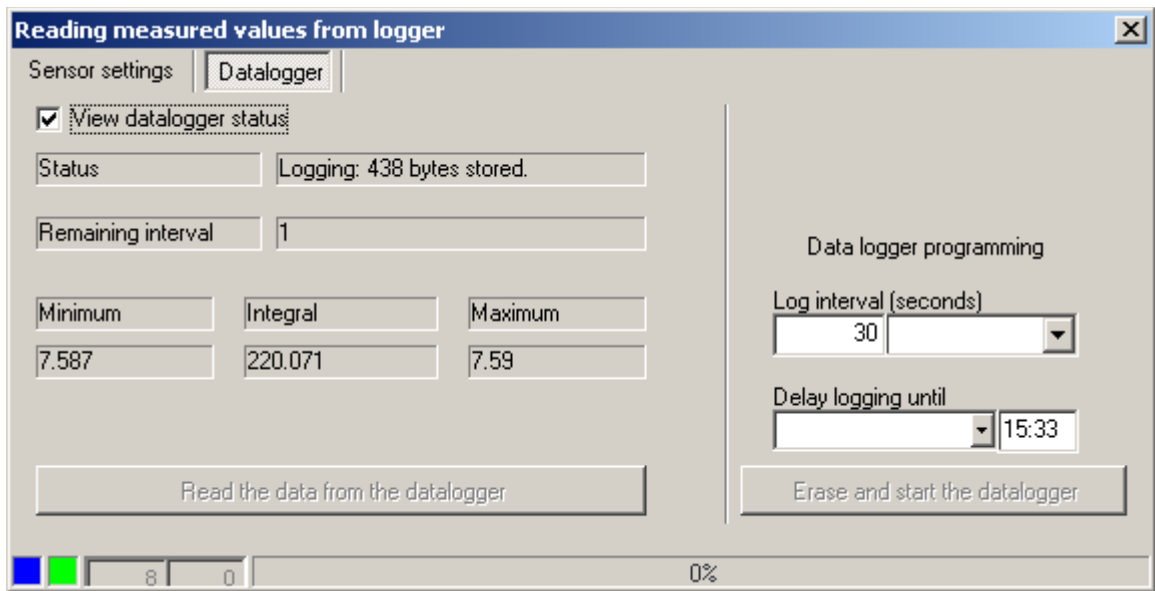 Reading measured values from logger
Sensor settings Datalogger
View datalogger status
Status Logging: 438 bytes stored.
Remaining interval 1
Minimum Integral Maximum
7.587 220.071 7.59
Read the data from the datalogger
Data logger programming
Log interval (seconds)
30
Delay logging until
15:33
Erase and start the datalogger
8 0 0%